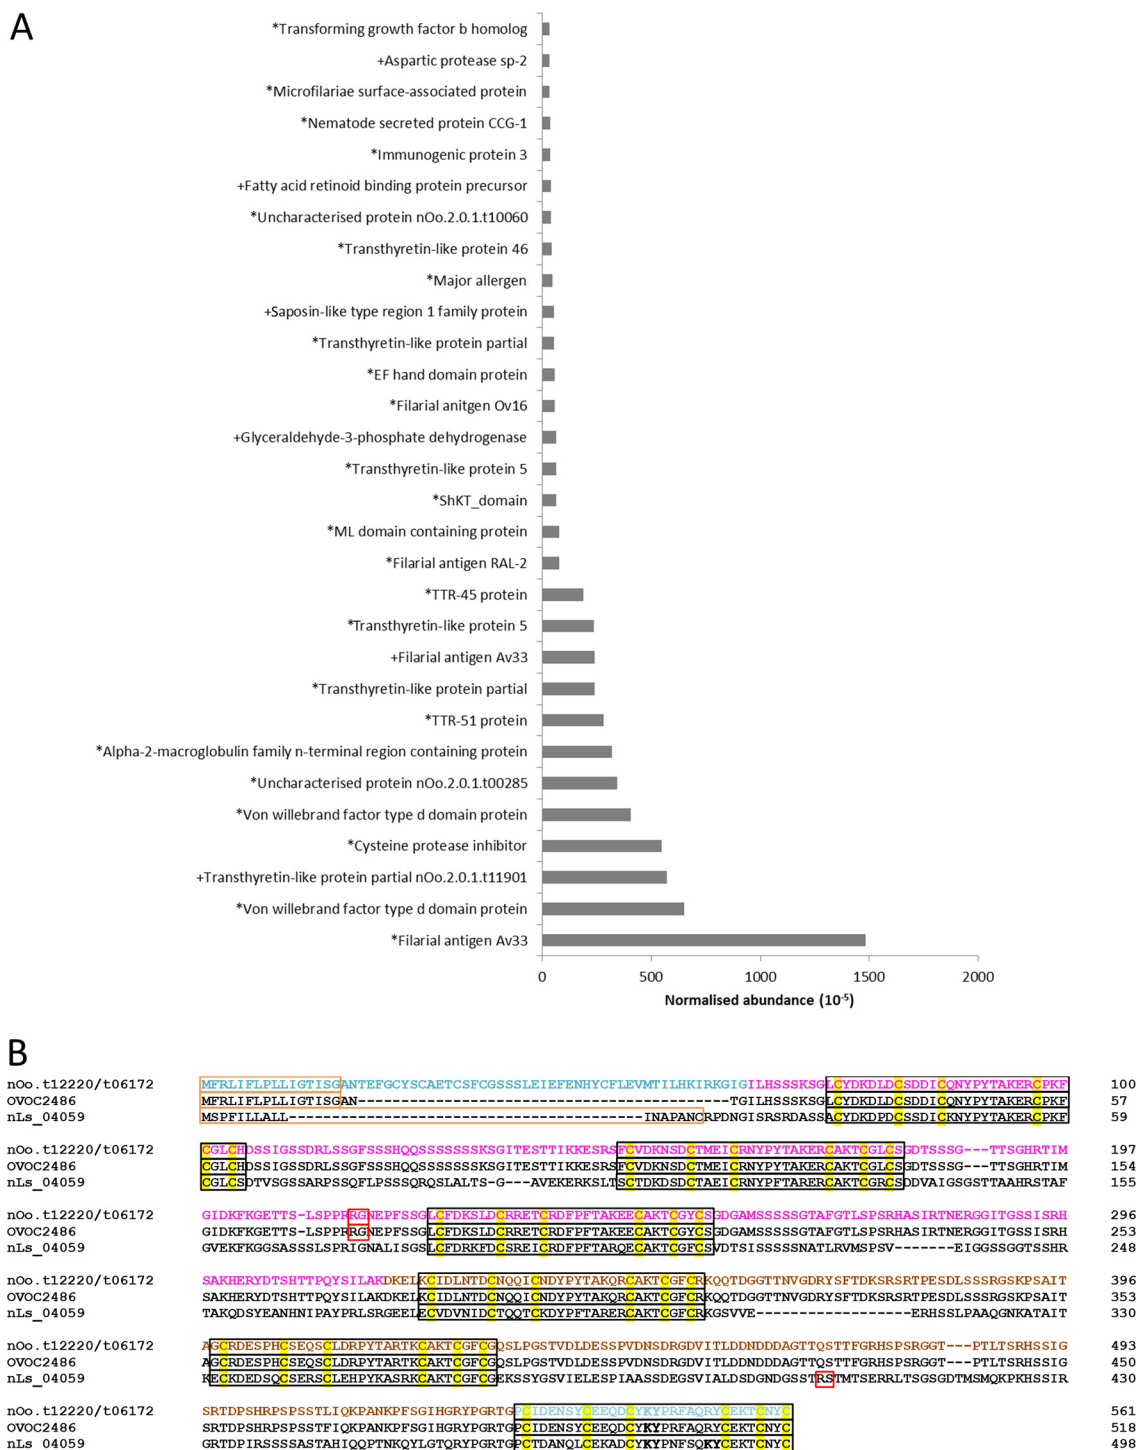 A
*Transforming growth factor b homolog
+Aspartic protease sp-2
*Microfilariae surface-associated protein
*Nematode secreted protein CCG-1
*Immunogenic protein 3
+Fatty acid retinoid binding protein precursor
*Uncharacterised protein nOo.2.0.1.t10060
*Transthyretin-like protein 46
*Major allergen
+Saposin-like type region 1 family protein
*Transthyretin-like protein partial
*EF hand domain protein
*Filarial anitgen Ov16
+Glyceraldehyde-3-phosphate dehydrogenase
*Transthyretin-like protein 5
*ShKT_domain
*ML domain containing protein
*Filarial antigen RAL-2
*TTR-45 protein
*Transthyretin-like protein 5
+Filarial antigen Av33
*Transthyretin-like protein partial
*TTR-51 protein
*Alpha-2-macroglobulin family n-terminal region containing protein
*Uncharacterised protein nOo.2.0.1.t00285
*Von willebrand factor type d domain protein
*Cysteine protease inhibitor
+Transthyretin-like protein partial nOo.2.0.1.t11901
*Von willebrand factor type d domain protein
*Filarial antigen Av33
0 500 1000 1500 2000
Normalised abundance (10-5)
B
nOo.t12220/t06172 MFRLIFLPLLIGTISGANTEFGCYSCAETCSFCGSSSLEIEFENHYCFLEVMTILHKIRKGIGILHSSSKSGLCYDKDLDCSDDICQNYPYTAKERCPKF 100
OVOC2486 MFRLIFLPLLIGTISGAN-------------------------------------------TGILHSSSKSGLCYDKDLDCSDDICQNYPYTAKERCPKF 57
nLs_04059 MSPFILLALL-----------------------------------------INAPANCRPDNGISRSRDASSACYDKDPDCSDDICKNYPYTAKERCPKF 59
nOo.t12220/t06172 CGLCHDSSIGSSDRLSSGFSSSHQQSSSSSSSKSGITESTTIKKESRSFCVDKNSDCTMEICRNYPYTAKERCAKTCGLCSGDTSSSG---TTSGHRTIM 197
OVOC2486 CGLCHDSSIGSSDRLSSGFSSSHQQSSSSSSSKSGITESTTIKKESRSFCVDKNSDCTMEICRNYPYTAKERCAKTCGLCSGDTSSSG---TTSGHRTIM 154
nLs_04059 CGLCSDTVSGSSARPSSQFLPSSSQRQSLALTS-G---AVEKERKSLTSCTDKDSDCTAEICRNYPFTARERCAKTCGRCSDDVAIGSGVSTTAAHRSTAF 155
nOo.t12220/t06172 GIDKFKGETTS-LSPPRRGNEPFSSGLCFDKSLDCRRETCRDFPFTAKEECAKTCGYCSGDGAMSSSSSGTAFGTLSPSRHASIRTNERGGITGSSISRH 296
OVOC2486 GIDKFKGETTS-LSPPRRGNEPFSSGLCFDKSLDCRRETCRDFPFTAKEECAKTCGYCSGDGAMSSSSSGTAFGTLSPSRHASIRTNERGGITGSSISRH 253
nLs_04059 GVEKFKGGSASSSLSPRIGNALISGSLCFDRKFDCSREICRDFPFTARQECAKTCGFCSVDTSISSSSSNATLRVMSPSV-------EIGGSSGGTSSHR 248
nOo.t12220/t06172 SAKHERYDTSHTTPQYSILAKDKELKCIDLNTDCNQQICNDYPYTAKQRCAKTCGFCRKQQTDGGTTNVGDRYSFTDKSRSRTPESDLSSSRGSKPSAIT 396
OVOC2486 SAKHERYDTSHTTPQYSILAKDKELKCIDLNTDCNQQICNDYPYTAKQRCAKTCGFCRKQQTDGGTTNVGDRYSFTDKSRSRTPESDLSSSRGSKPSAIT 353
nLs_04059 TAKQDSYEANHNIPAYPRLSRGEELECVDVNIDCTQQTCKDYPFTARERCAKTCGFCRKGSVVE------------------ERHSSLPAAQGNKATAIT 330
nOo.t12220/t06172 AGCRDESPHCSEQSCLDRPYTARTKCAKTCGFCGQSLPGSTVDLDESSPVDNSDRGDVITLDDNDDDAGTTQSTTFGRHSPSRGGT---PTLTSRHSSIG 493
OVOC2486 AGCRDESPHCSEQSCLDRPYTARTKCAKTCGFCGQSLPGSTVDLDESSPVDNSDRGDVITLDDNDDDAGTTQSTTFGRHSPSRGGT---PTLTSRHSSIG 450
nLs_04059 KECKDEDSQCSERSCLEHPYKASRKCAKTCGFCGEKSSYGSVIELESPIAASSDEGSVIALDSDGNDGSSTRSTMTSERRLTSGSGDTMSMQKPKHSSIR 430
nOo.t12220/t06172 SRTDPSHRPSPSSTFIQKPANKPFSGIHGRYPGRTGPCIDENSYCEEQDCYKYPRFAQRYCEKTCNYC 561
OVOC2486 SRTDPSHRPSPSSTFIQKPANKPFSGIHGRYPGRTGPCIDENSYCEEQDCYKYPRFAQRYCEKTCNYC 518
nLs_04059 GRTDPIRSSSSASTAHIQQPTNKQYLGTQRYPGRTGPCTDANQLCEKADCYKYPNFSQKYCEKTCNYC 498